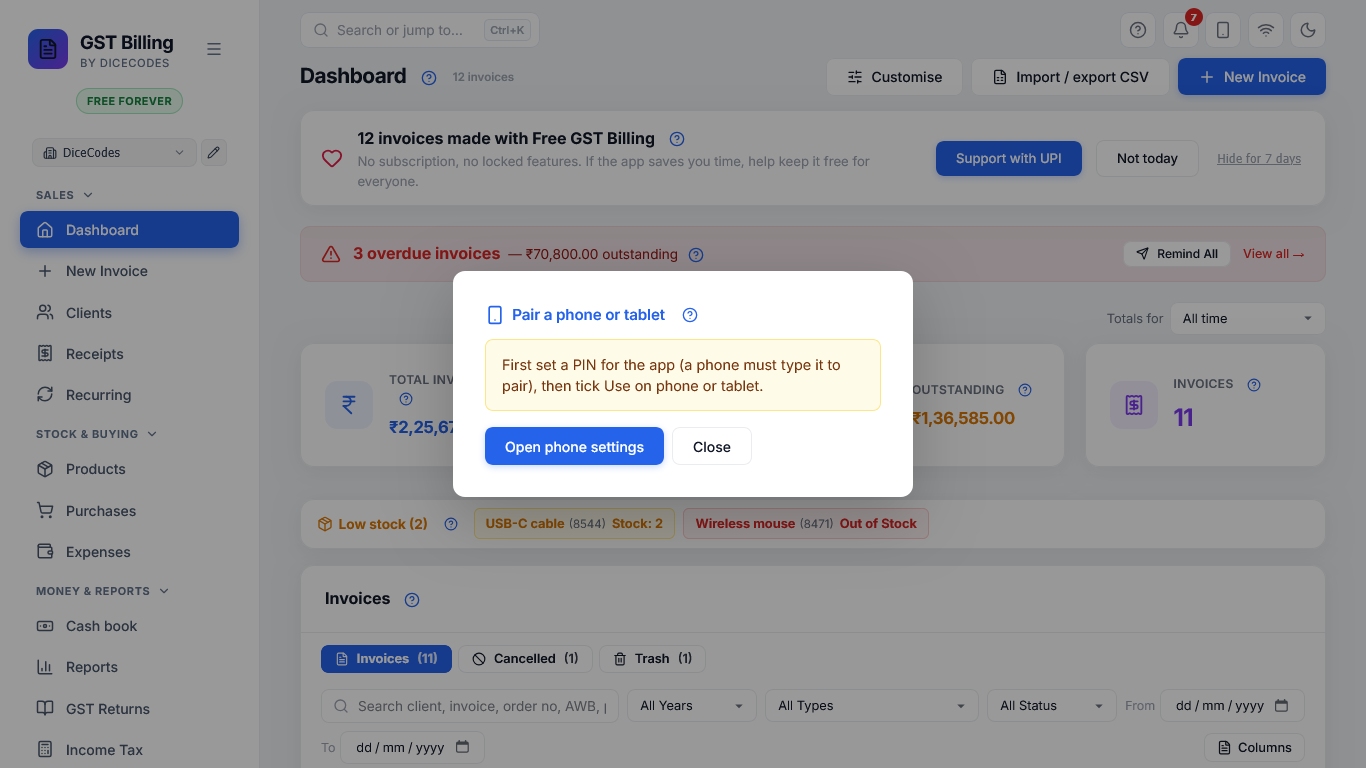 GST Billing
BY DICECODES
FREE FOREVER
DiceCodes
SALES
Dashboard
New Invoice
Clients
Receipts
Recurring
STOCK & BUYING
Products
Purchases
Expenses
MONEY & REPORTS
Cash book
Reports
GST Returns
Income Tax
Search or jump to...
Ctrl+K
7
Dashboard
12 invoices
Customise
Import / export CSV
New Invoice
12 invoices made with Free GST Billing
No subscription, no locked features. If the app saves you time, help keep it free for
everyone.
Support with UPI
Not today
Hide for 7 days
3 overdue invoices — ₹70,800.00 outstanding
Remind All
View all →
Totals for
All time
TOTAL INV
₹2,25,67
OUTSTANDING
₹1,36,585.00
INVOICES
11
Pair a phone or tablet
First set a PIN for the app (a phone must type it to
pair), then tick Use on phone or tablet.
Open phone settings
Close
Low stock (2)
USB-C cable (8544) Stock: 2
Wireless mouse (8471) Out of Stock
Invoices
Invoices (11)
Cancelled (1)
Trash (1)
Search client, invoice, order no, AWB,
All Years
All Types
All Status
From
dd / mm / yyyy
To
dd / mm / yyyy
Columns